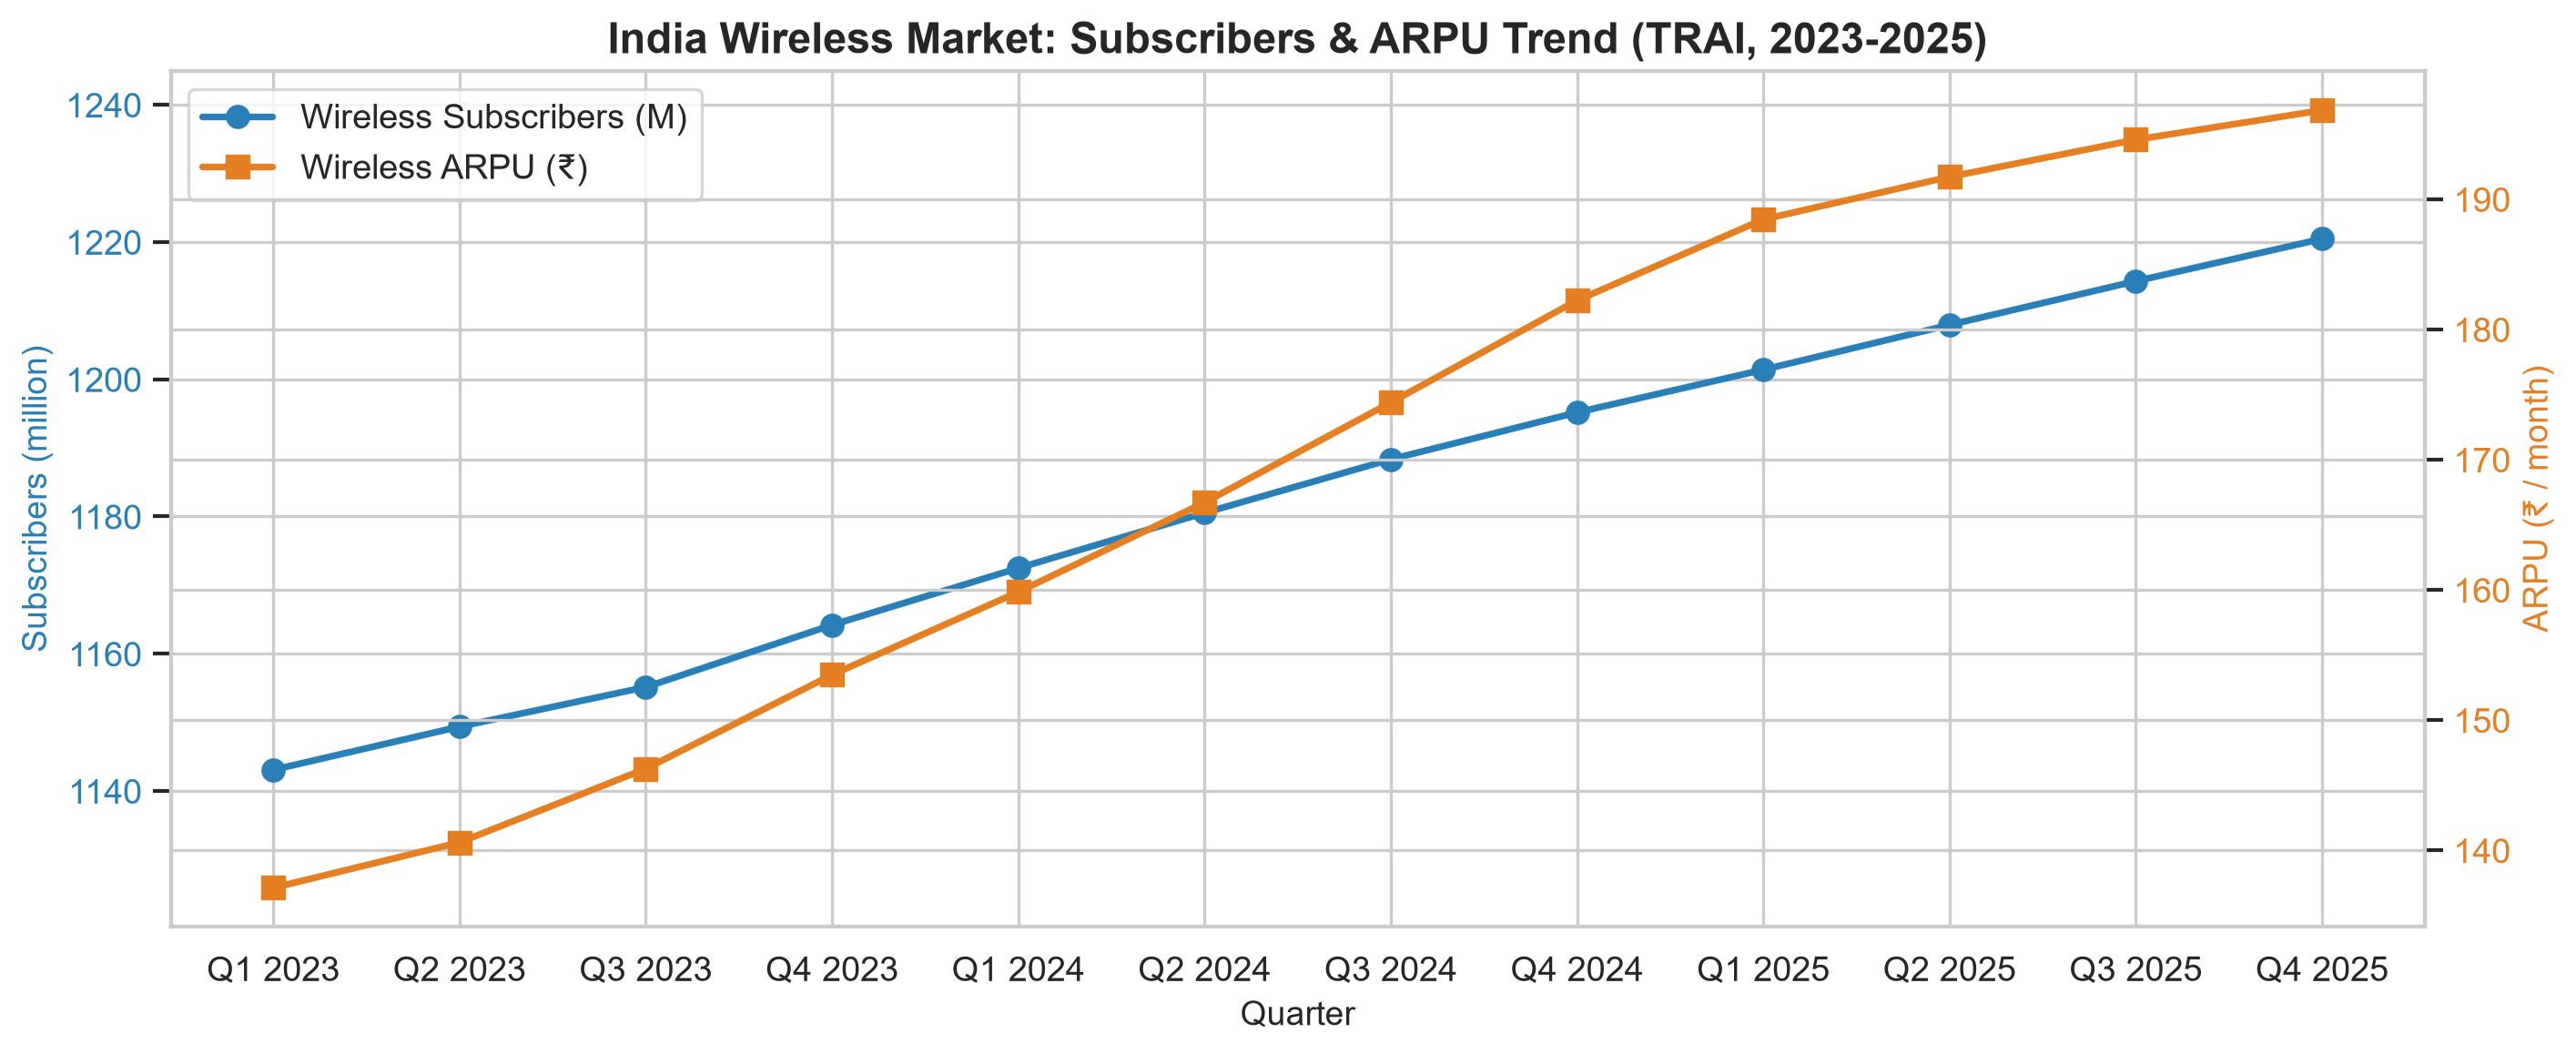 India Wireless Market: Subscribers & ARPU Trend (TRAI, 2023-2025)
Wireless Subscribers (M)
Wireless ARPU (₹)
Subscribers (million)
1240
1220
1200
1180
1160
1140
ARPU (₹ / month)
190
180
170
160
150
140
Q1 2023 Q2 2023 Q3 2023 Q4 2023 Q1 2024 Q2 2024 Q3 2024 Q4 2024 Q1 2025 Q2 2025 Q3 2025 Q4 2025
Quarter